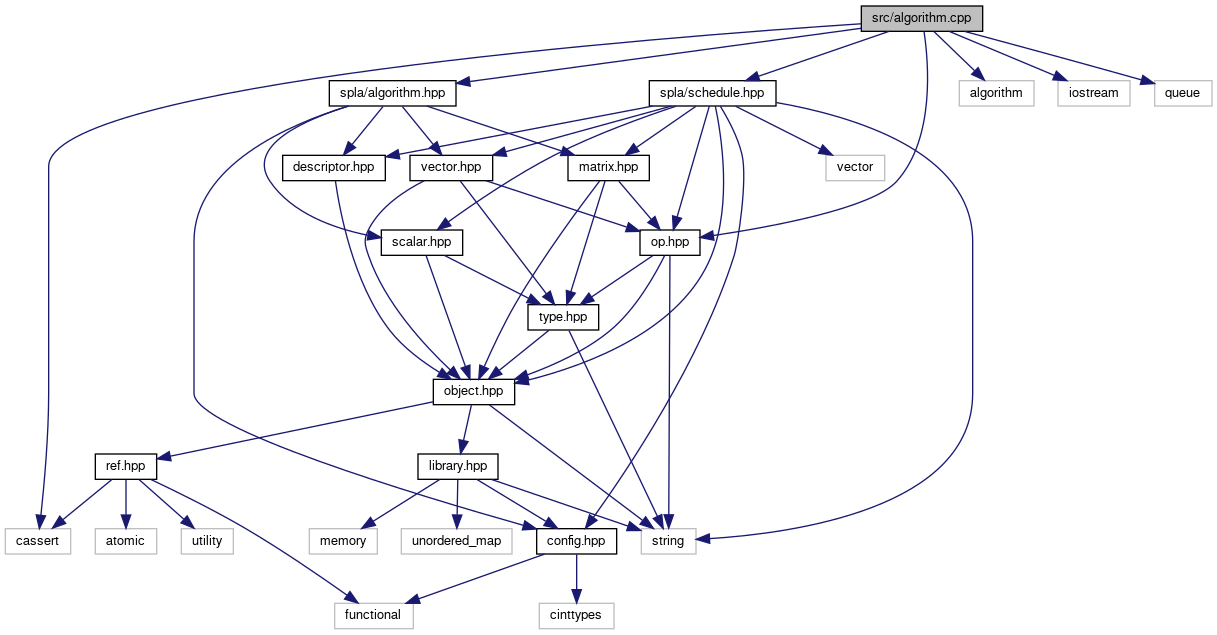 src/algorithm.cpp
spla/algorithm.hpp
spla/schedule.hpp
algorithm
iostream
queue
descriptor.hpp
vector.hpp
matrix.hpp
vector
scalar.hpp
op.hpp
type.hpp
object.hpp
ref.hpp
library.hpp
cassert
atomic
utility
memory
unordered_map
config.hpp
string
functional
cinttypes